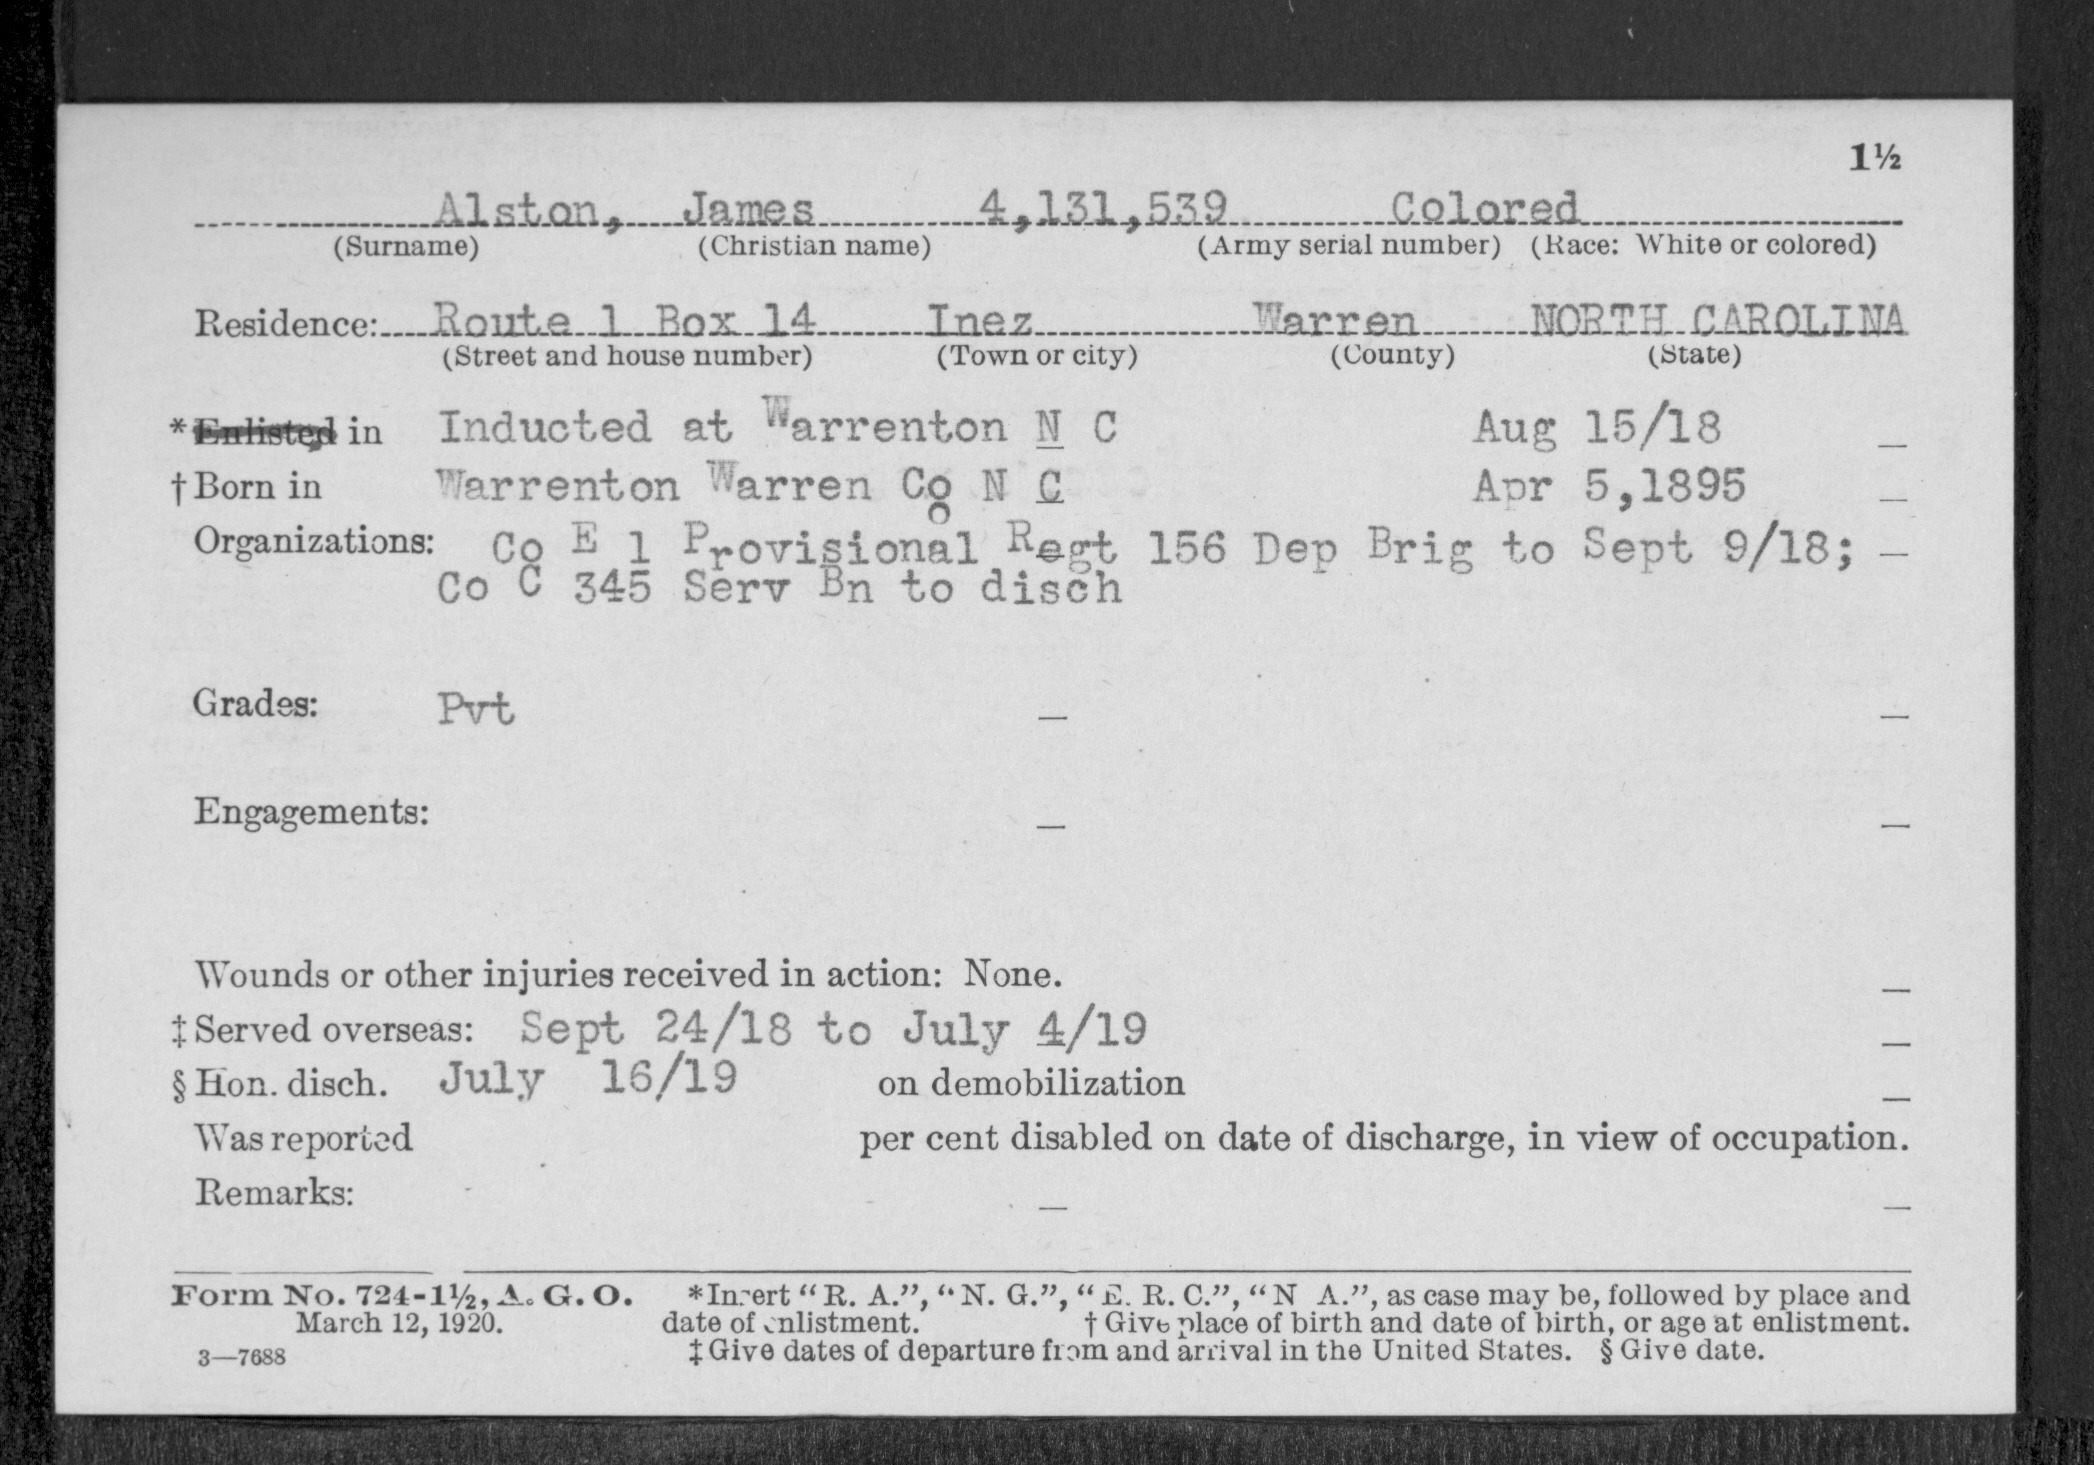 1½
Alston, James 4,131,539 Colored
(Surname) (Christian name) (Army serial number) (Race: White or colored)
Residence: Route 1 Box 14 Inez Warren NORTH CAROLINA
(Street and house number) (Town or city) (County) (State)
*Enlisted in Inducted at Warrenton N C Aug 15/18 —
†Born in Warrenton Warren Co N C Apr 5,1895 —
Organizations: Co E 1 Provisional Regt 156 Dep Brig to Sept 9/18; —
Co C 345 Serv Bn to disch
Grades: Pvt — —
Engagements: — —
Wounds or other injuries received in action: None. —
‡Served overseas: Sept 24/18 to July 4/19 —
§Hon. disch. July 16/19 on demobilization —
Was reported per cent disabled on date of discharge, in view of occupation.
Remarks: — —
Form No. 724-1½, A. G. O. *Insert "R. A.", "N. G.", "E. R. C.", "N A.", as case may be, followed by place and
March 12, 1920. date of enlistment. †Give place of birth and date of birth, or age at enlistment.
3—7688 ‡Give dates of departure from and arrival in the United States. §Give date.